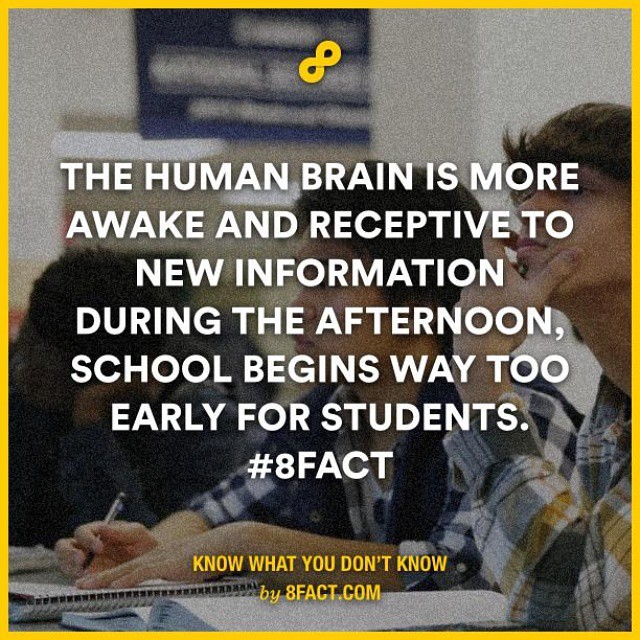 THE HUMAN BRAIN IS MORE
AWAKE AND RECEPTIVE TO
NEW INFORMATION
DURING THE AFTERNOON,
SCHOOL BEGINS WAY TOO
EARLY FOR STUDENTS.
#8FACT
KNOW WHAT YOU DON'T KNOW
by 8FACT.COM